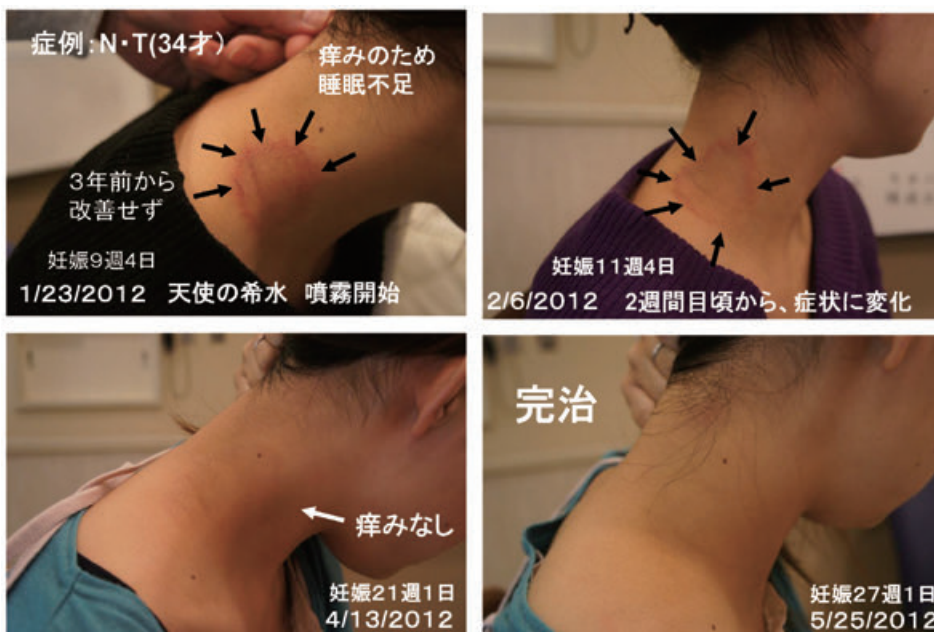 症例:N・T(34才)
痒みのため
睡眠不足
３年前から
改善せず
妊娠9週4日
1/23/2012 天使の希水 噴霧開始
妊娠11週4日
2/6/2012 2週間目頃から、症状に変化
痒みなし
妊娠21週1日
4/13/2012
完治
妊娠27週1日
5/25/2012